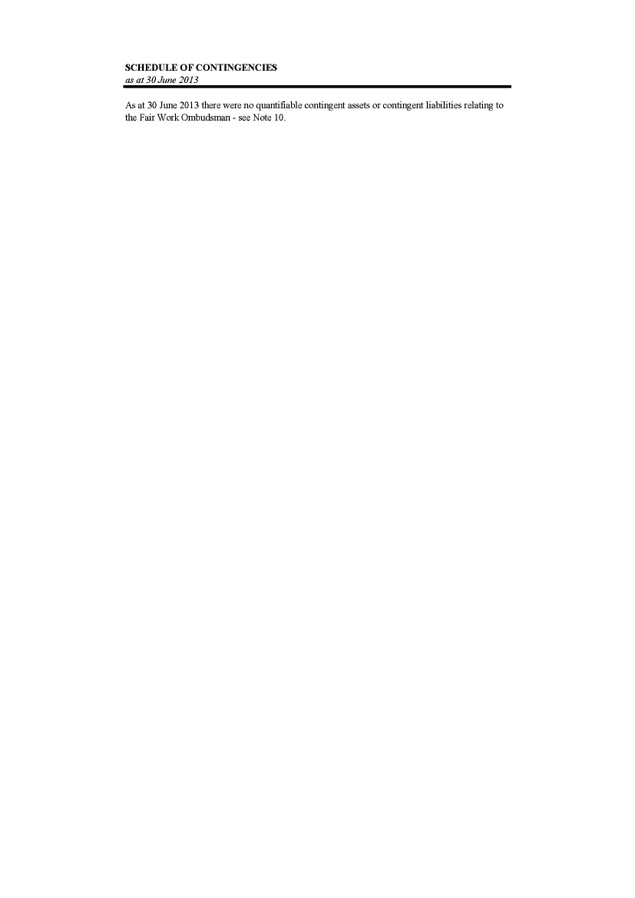 SCHEDULE OF CONTINGENCIES
as at 30 June 2013
As at 30 June 2013 there were no quantifiable contingent assets or contingent liabilities relating to
the Fair Work Ombudsman - see Note 10.